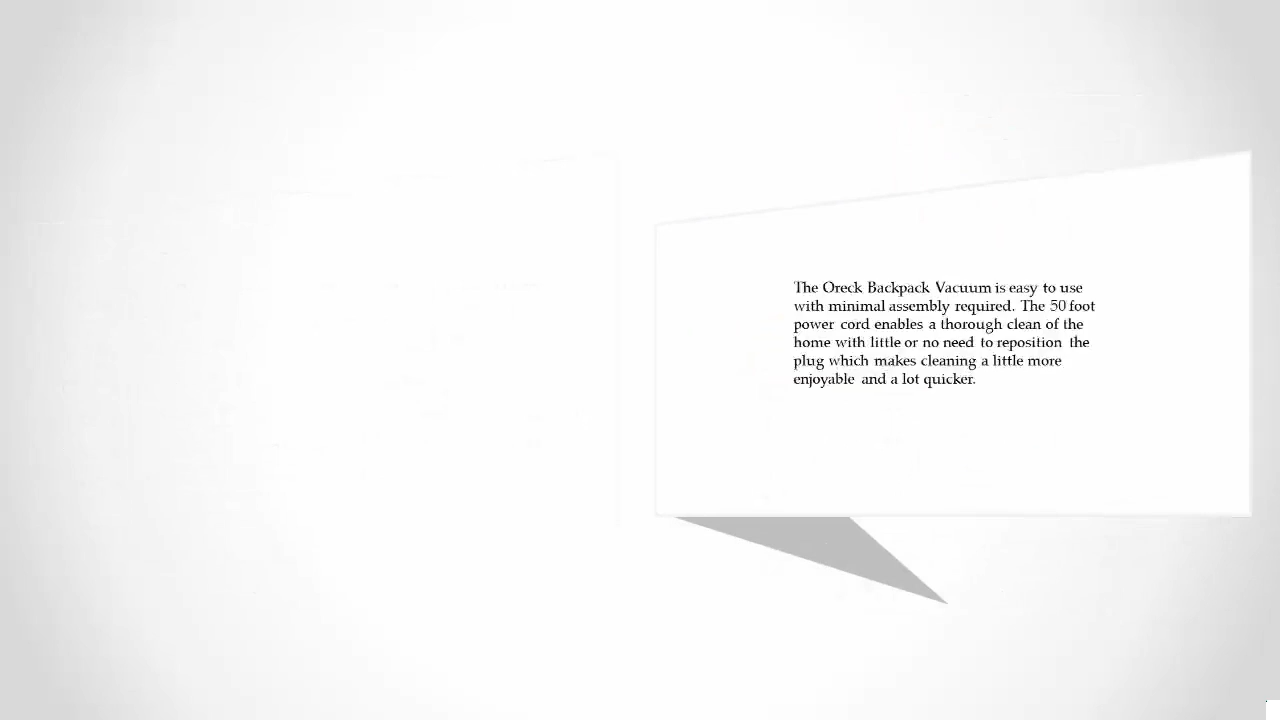 The Oreck Backpack Vacuum is easy to use
with minimal assembly required. The 50 foot
power cord enables a thorough clean of the
home with little or no need to reposition the
plug which makes cleaning a little more
enjoyable and a lot quicker.